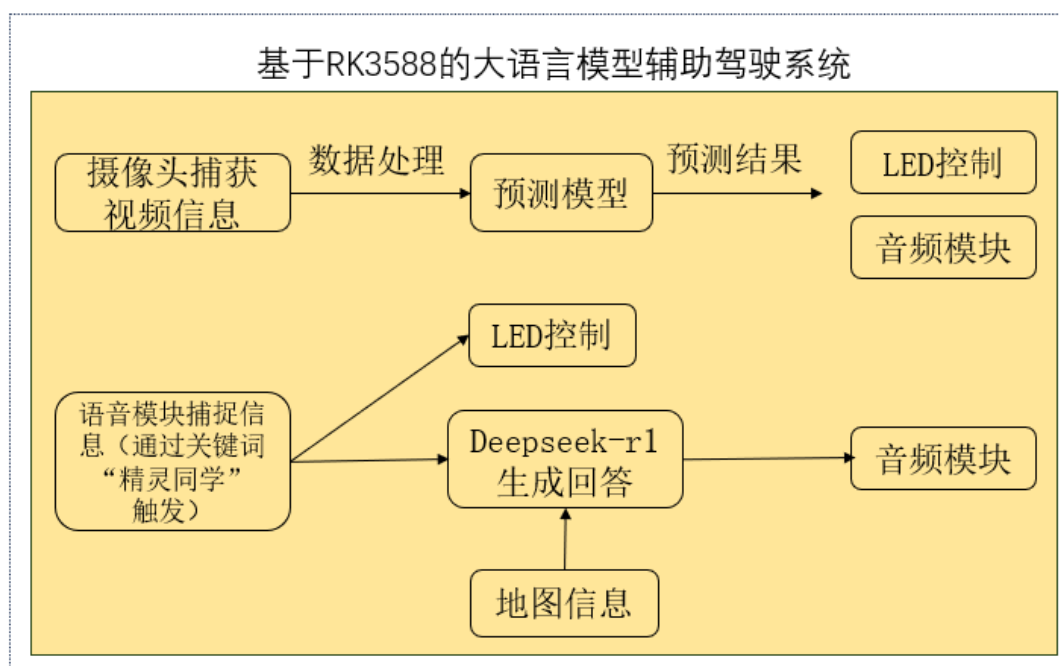 基于RK3588的大语言模型辅助驾驶系统
摄像头捕获
视频信息
数据处理
预测模型
预测结果
LED控制
音频模块
LED控制
语音模块捕捉信
息（通过关键词
“精灵同学”
触发）
Deepseek-r1
生成回答
音频模块
地图信息